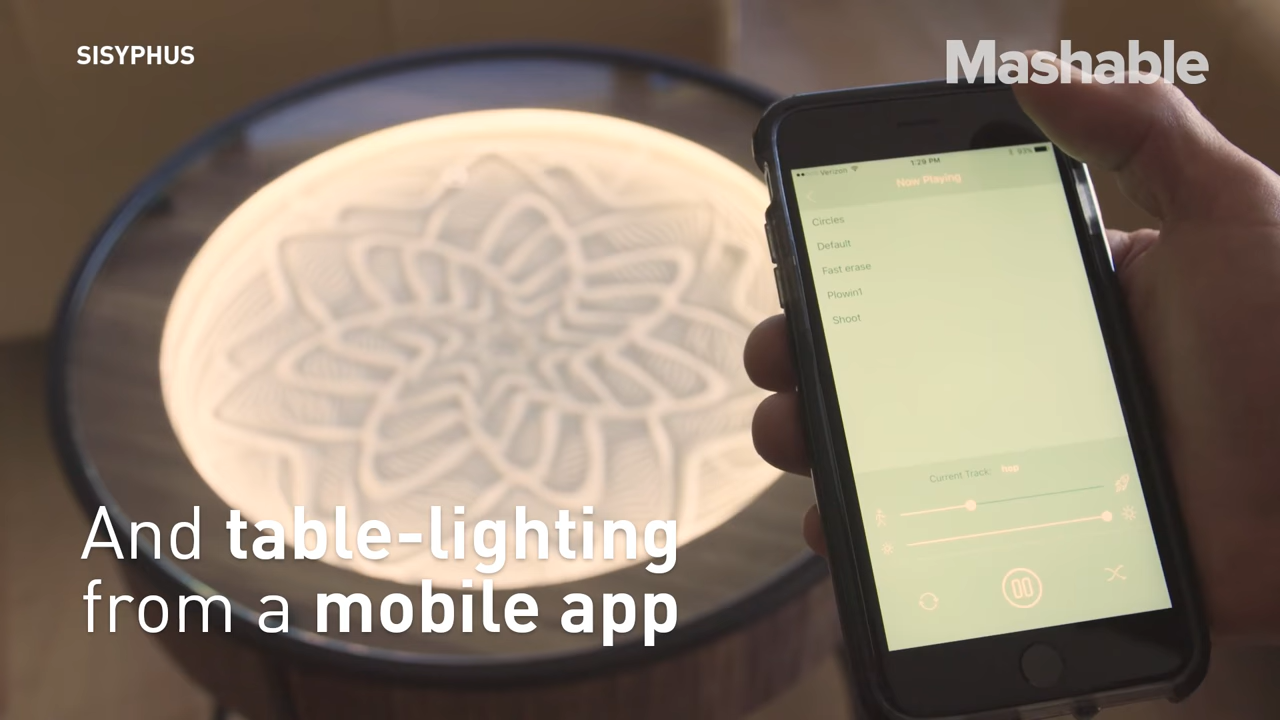 SISYPHUS
Mashable
Verizon
1:29 PM
93%
Now Playing
Circles
Default
Fast erase
Plowin1
Shoot
Current Track:
And table-lighting
from a mobile app